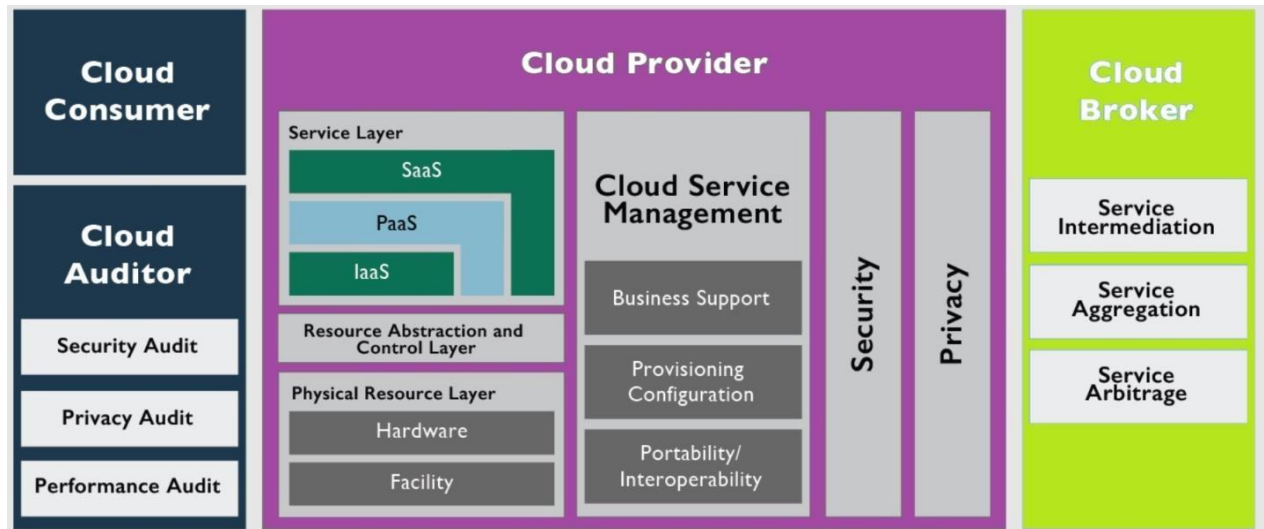 Cloud
Consumer
Cloud
Auditor
Security Audit
Privacy Audit
Performance Audit
Cloud Provider
Service Layer
SaaS
PaaS
IaaS
Resource Abstraction and
Control Layer
Physical Resource Layer
Hardware
Facility
Cloud Service
Management
Business Support
Provisioning
Configuration
Portability/
Interoperability
Security
Privacy
Cloud
Broker
Service
Intermediation
Service
Aggregation
Service
Arbitrage